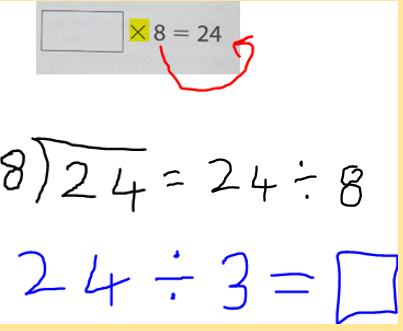 □ × 8 = 24
8)24 = 24 ÷ 8
24 ÷ 3 = □